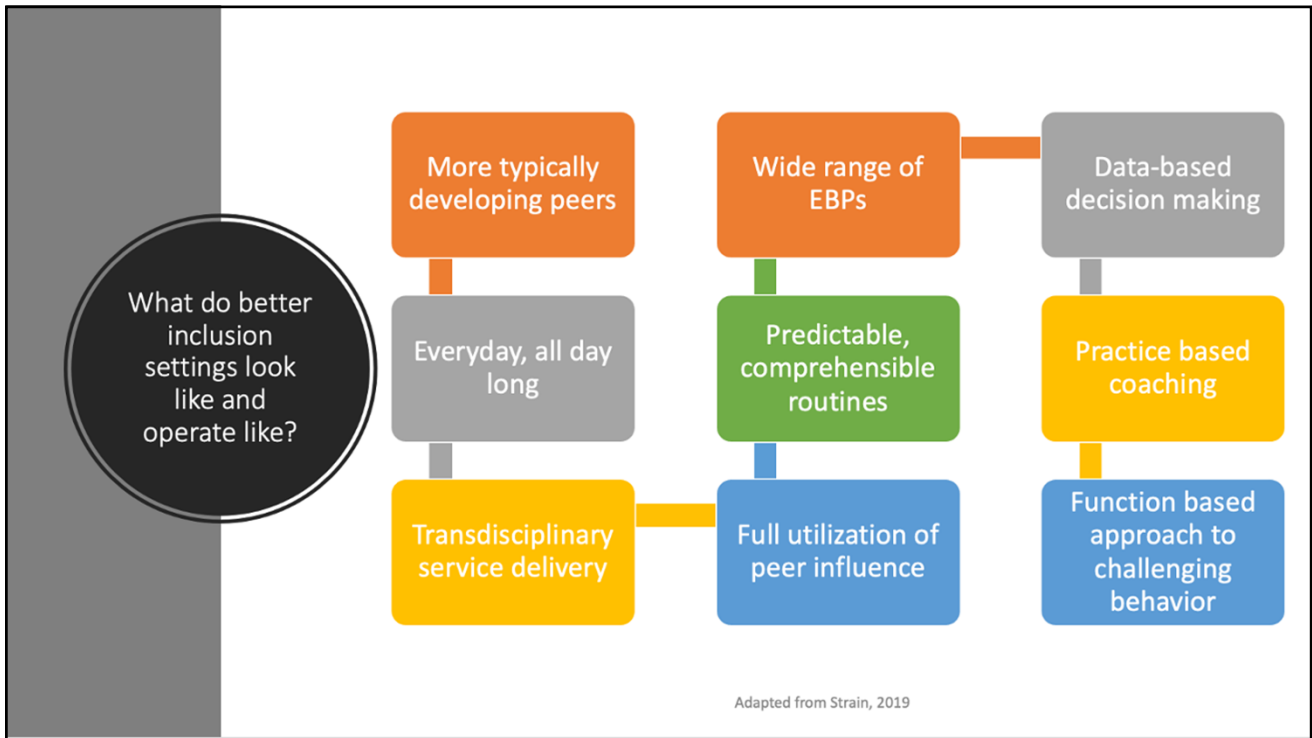 What do better
inclusion
settings look
like and
operate like?
More typically
developing peers
Everyday, all day
long
Transdisciplinary
service delivery
Full utilization of
peer influence
Predictable,
comprehensible
routines
Wide range of
EBPs
Data-based
decision making
Practice based
coaching
Function based
approach to
challenging
behavior
Adapted from Strain, 2019